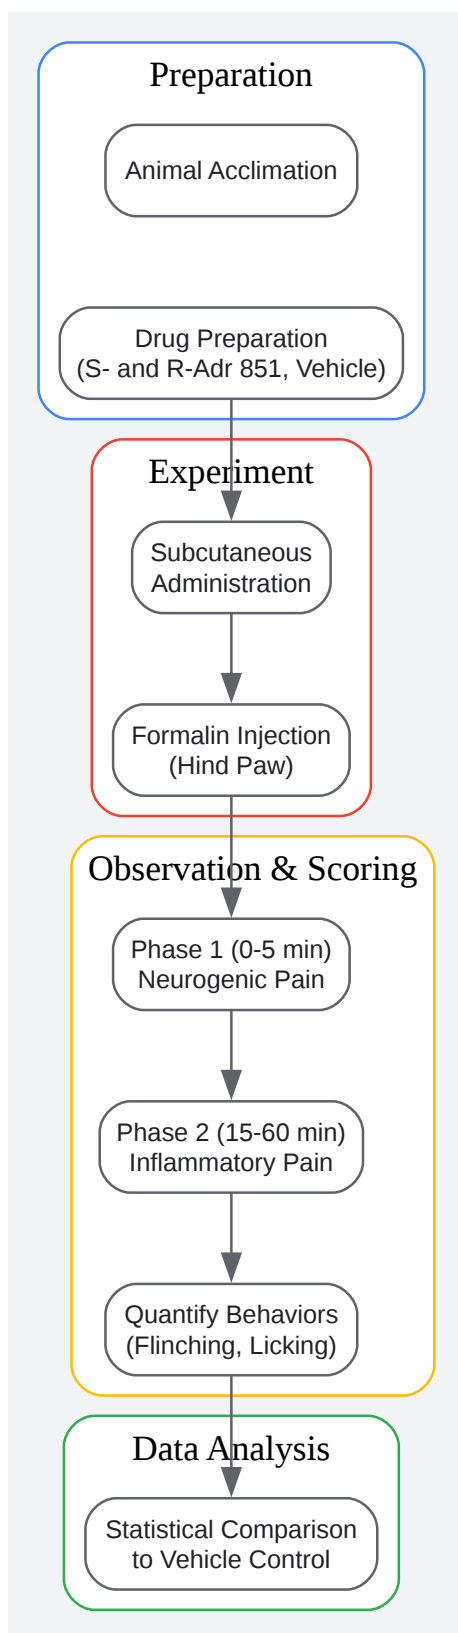 Preparation
Animal Acclimation
Drug Preparation
(S- and R-Adr 851, Vehicle)
Experiment
Subcutaneous
Administration
Formalin Injection
(Hind Paw)
Observation & Scoring
Phase 1 (0-5 min)
Neurogenic Pain
Phase 2 (15-60 min)
Inflammatory Pain
Quantify Behaviors
(Flinching, Licking)
Data Analysis
Statistical Comparison
to Vehicle Control